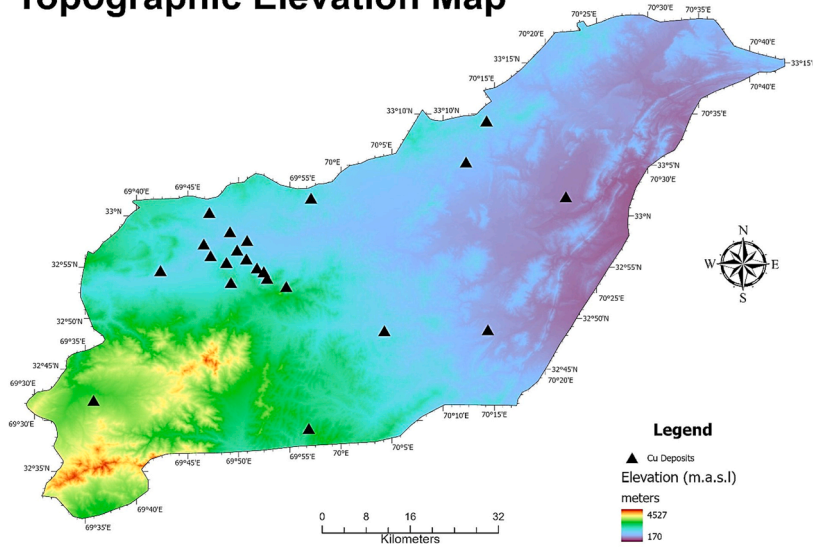 Topographic Elevation Map
70°25'E
70°30'E
70°35'E
70°20'E
70°40'E
33°15'N
33°15'
70°15'E
70°40'E
33°10'N
33°10'N
70°35'E
70°5'E
70°E
33°5'N
70°30'E
69°55'E
69°45'E
69°40'E
33°N
33°N
N
W
E
S
32°55'N
32°55'N
70°25'E
32°50'N
32°50'N
69°35'E
32°45'N
32°45'N
70°20'E
69°30'E
70°10'E
70°15'E
69°30'E
70°5'E
70°E
69°55'E
69°50'E
69°45'E
32°35'N
69°40'E
69°35'E
Legend
Cu Deposits
Elevation (m.a.s.l)
meters
4527
170
0 8 16 32
Kilometers